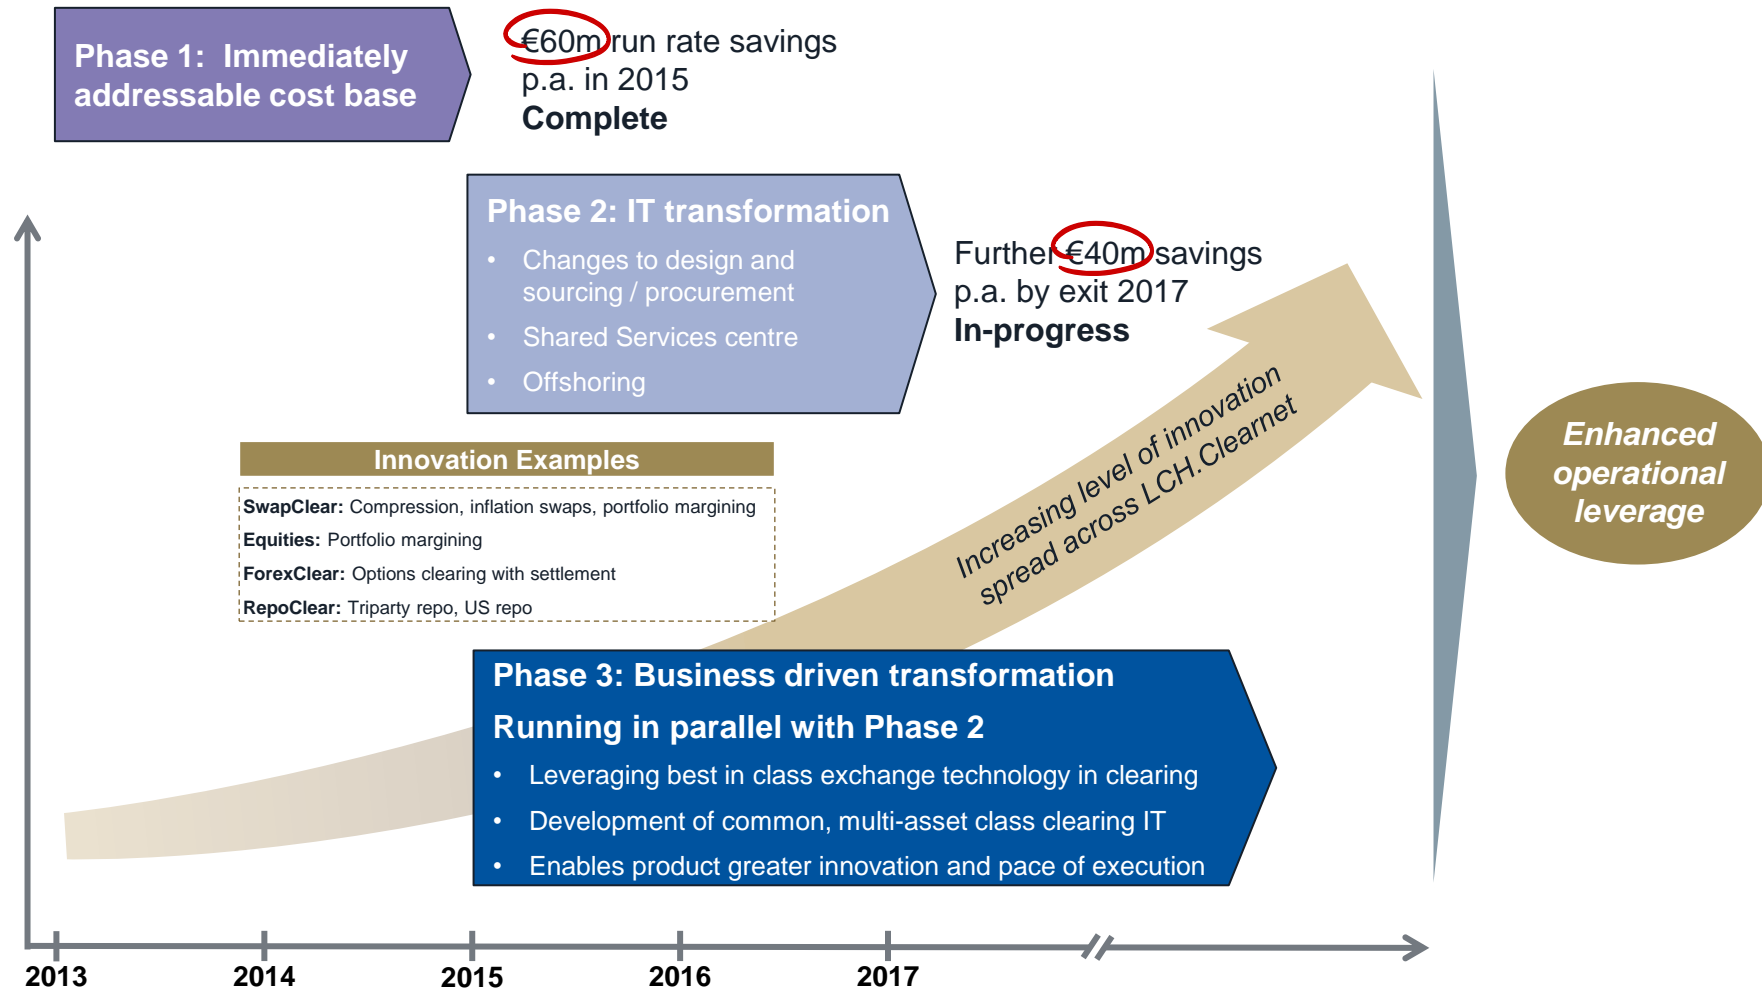 Phase 1:  Immediately
addressable cost base
€60m run rate savings
p.a. in 2015
Complete
Phase 2: IT transformation
• Changes to design and
sourcing / procurement
• Shared Services centre
• Offshoring
Further €40m savings
p.a. by exit 2017
In-progress
Innovation Examples
SwapClear: Compression, inflation swaps, portfolio margining
Equities: Portfolio margining
ForexClear: Options clearing with settlement
RepoClear: Triparty repo, US repo
Increasing level of innovation
spread across LCH.Clearnet
Enhanced
operational
leverage
Phase 3: Business driven transformation
Running in parallel with Phase 2
• Leveraging best in class exchange technology in clearing
• Development of common, multi-asset class clearing IT
• Enables product greater innovation and pace of execution
2013 2014 2015 2016 2017